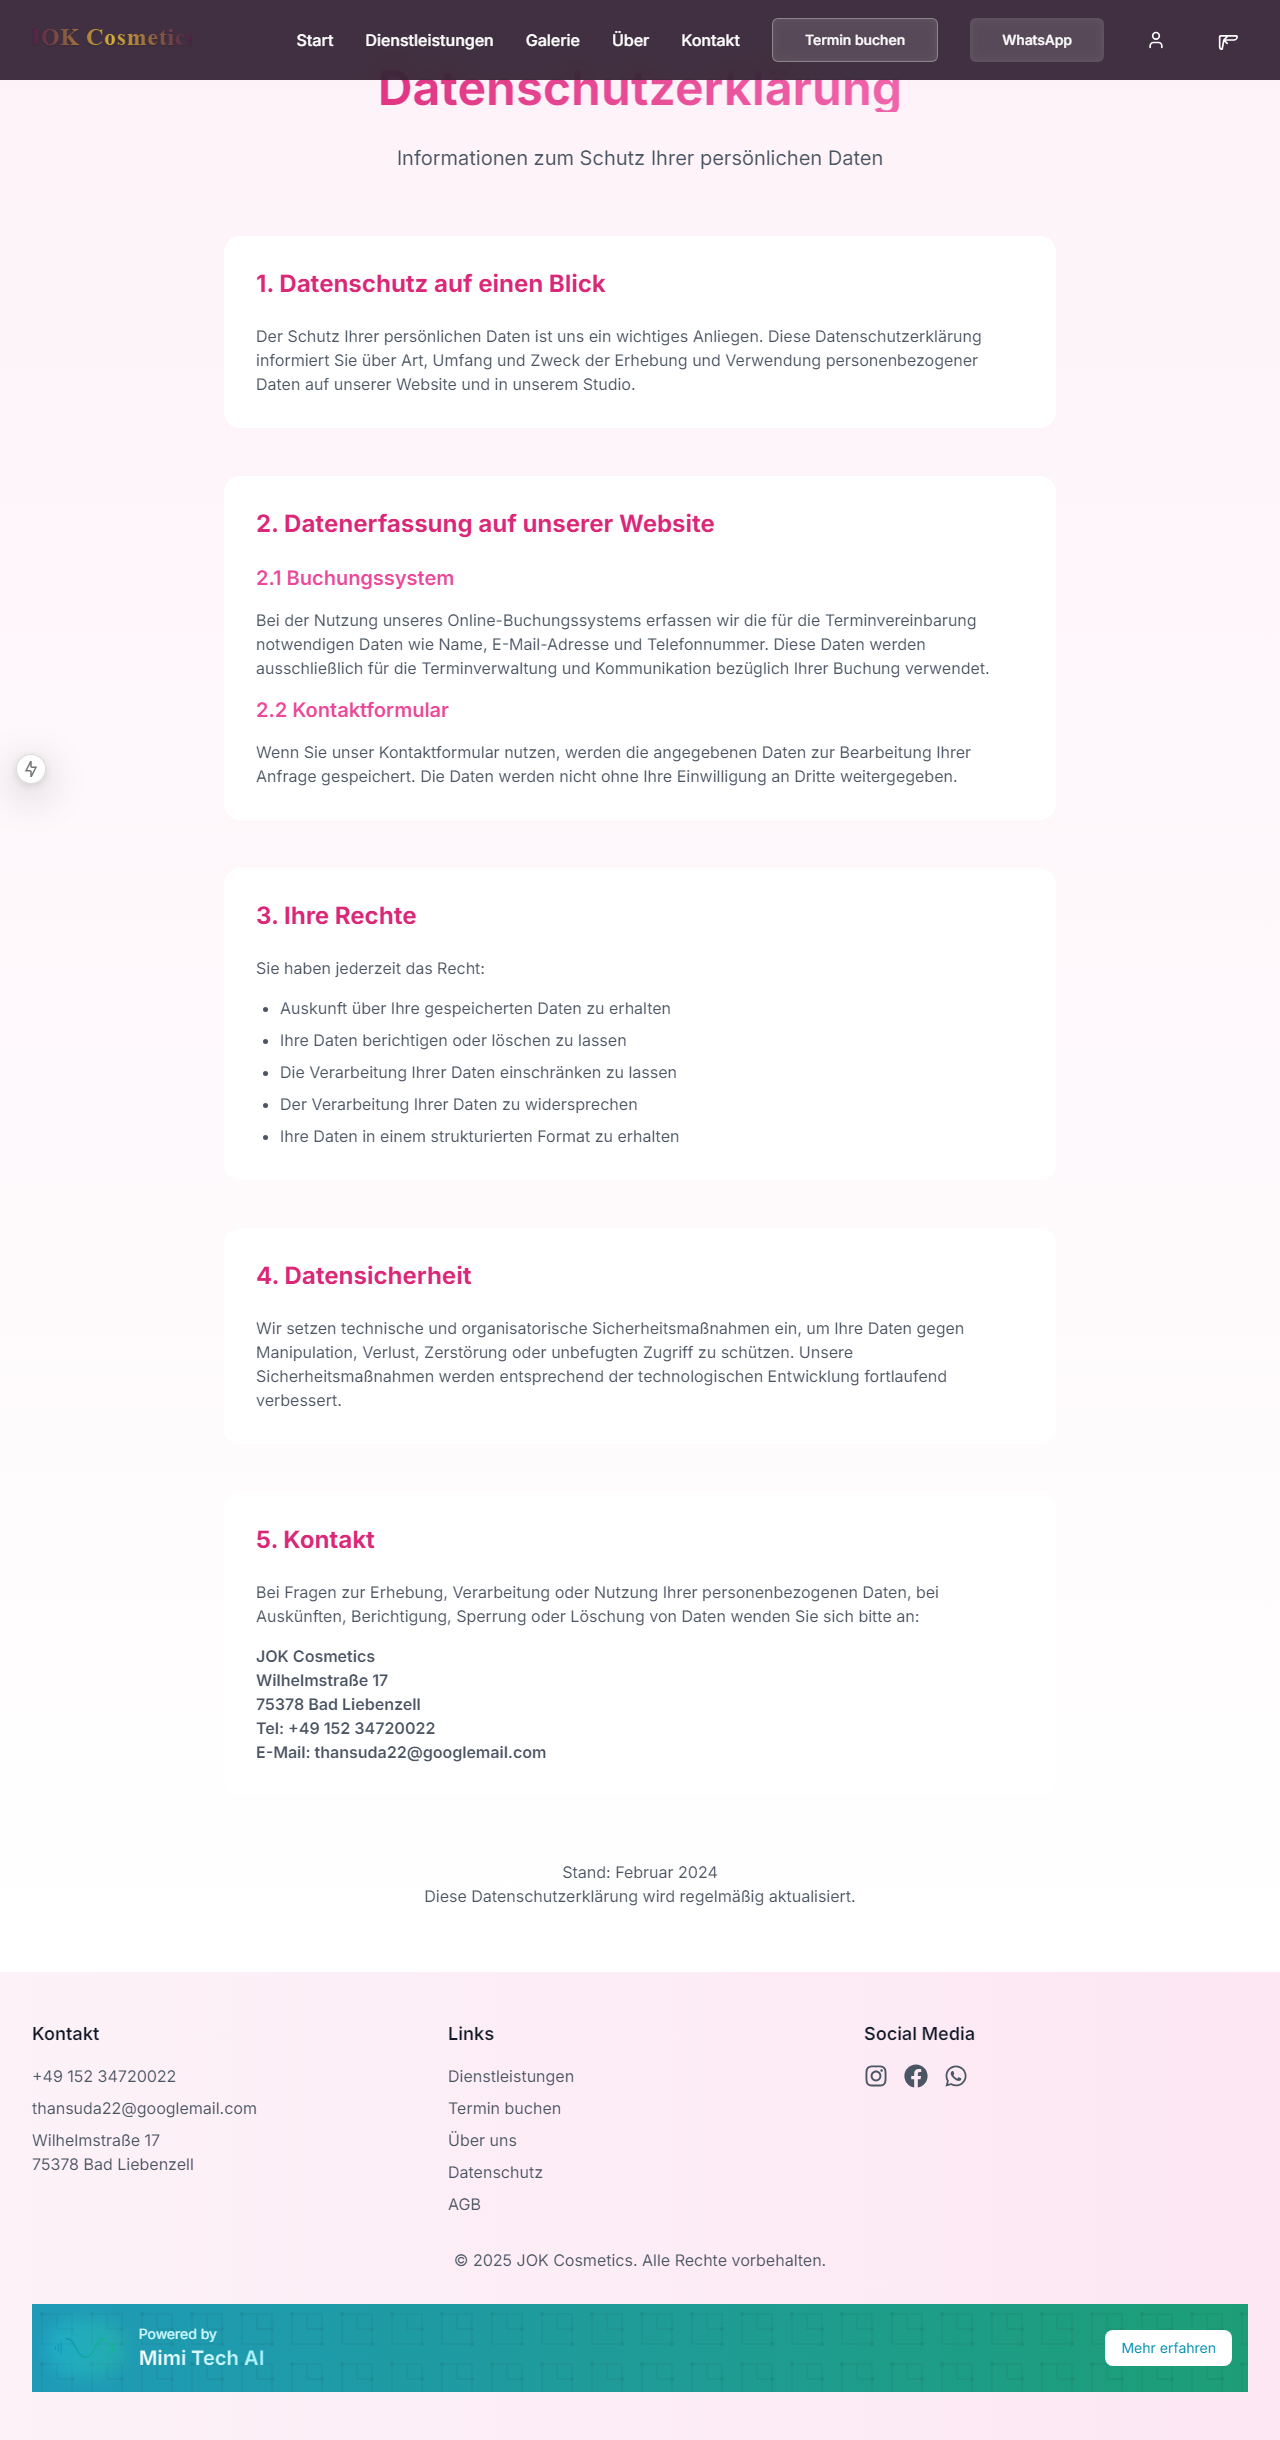 JOK Cosmetics
Start
Dienstleistungen
Galerie
Über
Kontakt
Termin buchen
WhatsApp
Datenschutzerklärung
Informationen zum Schutz Ihrer persönlichen Daten
1. Datenschutz auf einen Blick
Der Schutz Ihrer persönlichen Daten ist uns ein wichtiges Anliegen. Diese Datenschutzerklärung
informiert Sie über Art, Umfang und Zweck der Erhebung und Verwendung personenbezogener
Daten auf unserer Website und in unserem Studio.
2. Datenerfassung auf unserer Website
2.1 Buchungssystem
Bei der Nutzung unseres Online-Buchungssystems erfassen wir die für die Terminvereinbarung
notwendigen Daten wie Name, E-Mail-Adresse und Telefonnummer. Diese Daten werden
ausschließlich für die Terminverwaltung und Kommunikation bezüglich Ihrer Buchung verwendet.
2.2 Kontaktformular
Wenn Sie unser Kontaktformular nutzen, werden die angegebenen Daten zur Bearbeitung Ihrer
Anfrage gespeichert. Die Daten werden nicht ohne Ihre Einwilligung an Dritte weitergegeben.
3. Ihre Rechte
Sie haben jederzeit das Recht:
• Auskunft über Ihre gespeicherten Daten zu erhalten
• Ihre Daten berichtigen oder löschen zu lassen
• Die Verarbeitung Ihrer Daten einschränken zu lassen
• Der Verarbeitung Ihrer Daten zu widersprechen
• Ihre Daten in einem strukturierten Format zu erhalten
4. Datensicherheit
Wir setzen technische und organisatorische Sicherheitsmaßnahmen ein, um Ihre Daten gegen
Manipulation, Verlust, Zerstörung oder unbefugten Zugriff zu schützen. Unsere
Sicherheitsmaßnahmen werden entsprechend der technologischen Entwicklung fortlaufend
verbessert.
5. Kontakt
Bei Fragen zur Erhebung, Verarbeitung oder Nutzung Ihrer personenbezogenen Daten, bei
Auskünften, Berichtigung, Sperrung oder Löschung von Daten wenden Sie sich bitte an:
JOK Cosmetics
Wilhelmstraße 17
75378 Bad Liebenzell
Tel: +49 152 34720022
E-Mail: thansuda22@googlemail.com
Stand: Februar 2024
Diese Datenschutzerklärung wird regelmäßig aktualisiert.
Kontakt
+49 152 34720022
thansuda22@googlemail.com
Wilhelmstraße 17
75378 Bad Liebenzell
Links
Dienstleistungen
Termin buchen
Über uns
Datenschutz
AGB
Social Media
© 2025 JOK Cosmetics. Alle Rechte vorbehalten.
Powered by
Mimi Tech AI
Mehr erfahren